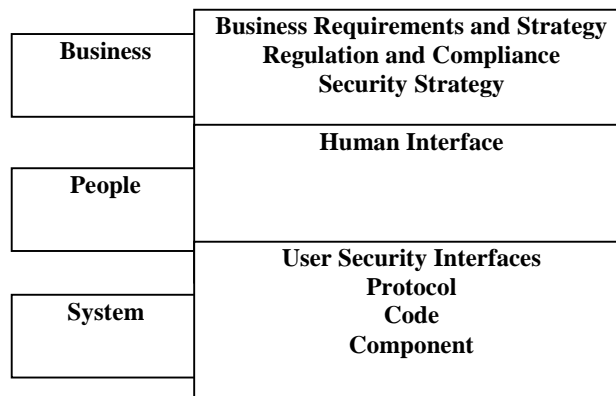 Business
Business Requirements and Strategy
Regulation and Compliance
Security Strategy
People
Human Interface
System
User Security Interfaces
Protocol
Code
Component